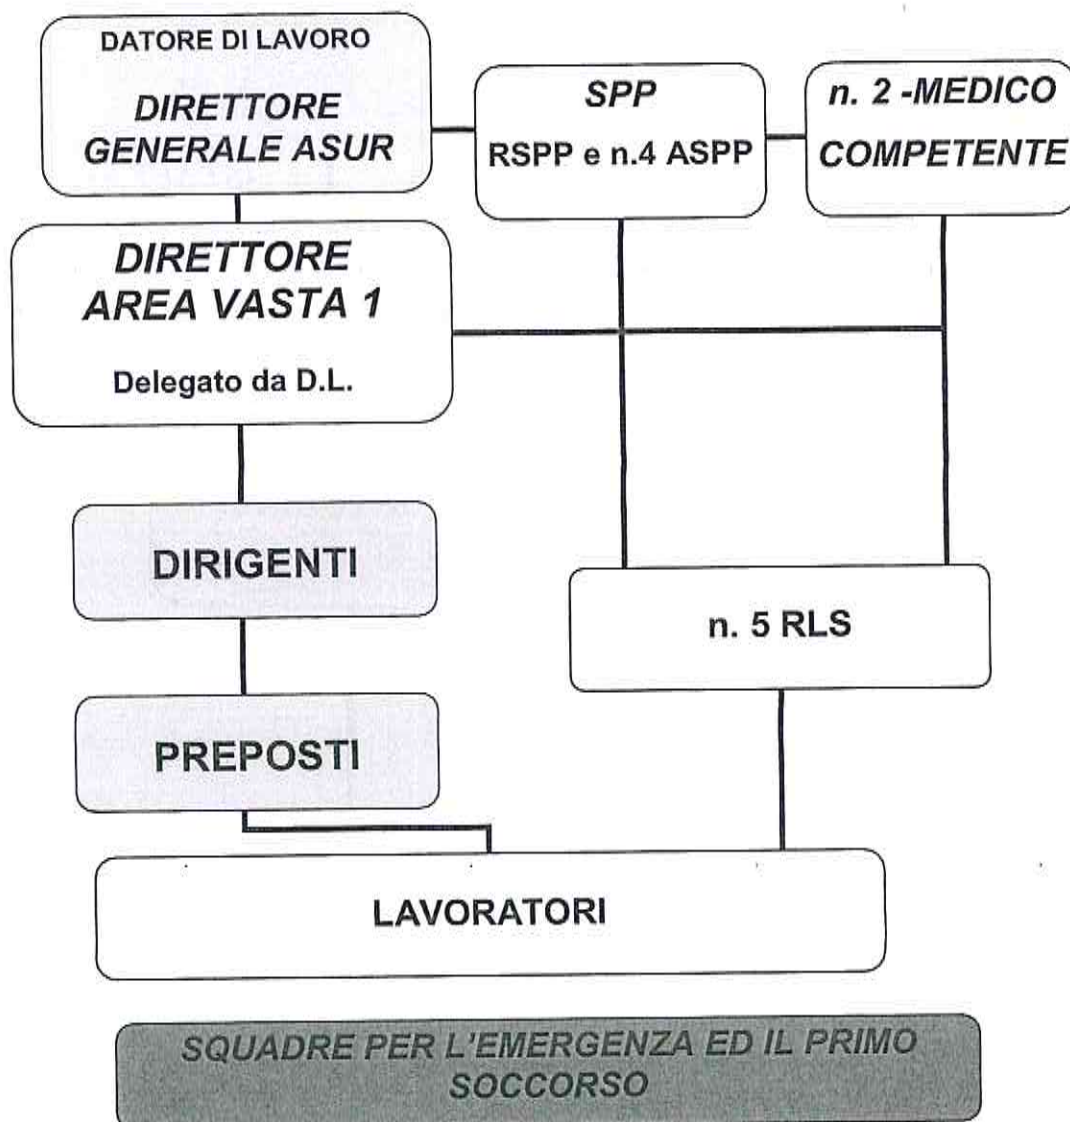 DATORE DI LAVORO
DIRETTORE
GENERALE ASUR
SPP
RSPP e n.4 ASPP
n. 2 -MEDICO
COMPETENTE
DIRETTORE
AREA VASTA 1
Delegato da D.L.
DIRIGENTI
n. 5 RLS
PREPOSTI
LAVORATORI
SQUADRE PER L'EMERGENZA ED IL PRIMO
SOCCORSO